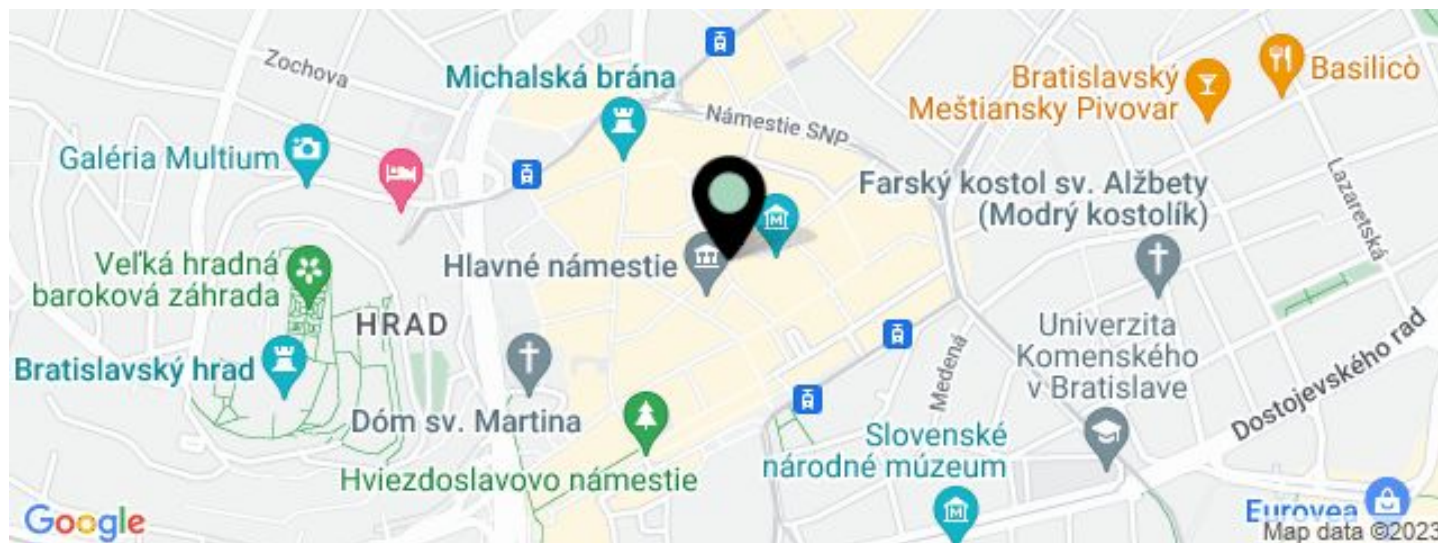 Zochova
Michalská brána
Námestie SNP
Bratislavský
Meštiansky Pivovar
Basilicò
Galéria Multium
Farský kostol sv. Alžbety
(Modrý kostolík)
Lazaretská
Veľká hradná
baroková záhrada
Hlavné námestie
HRAD
Bratislavský hrad
Medená
Univerzita
Komenského
v Bratislave
Dostojevského rad
Dóm sv. Martina
Slovenské
národné múzeum
Hviezdoslavovo námestie
Eurovea
Google
Map data ©2023